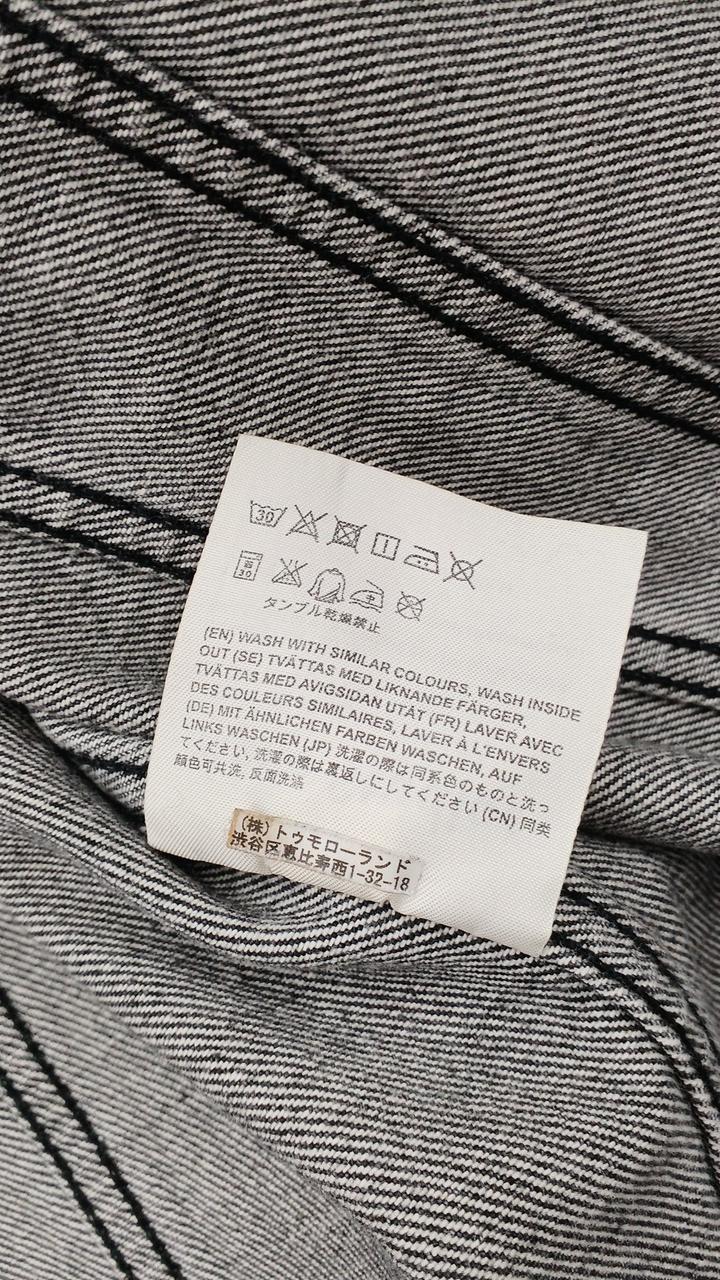 30
西
30
タンブル乾燥禁止
(EN) WASH WITH SIMILAR COLOURS, WASH INSIDE
OUT (SE) TVÄTTAS MED LIKNANDE FÄRGER,
TVÄTTAS MED AVIGSIDAN UTÅT (FR) LAVER AVEC
DES COULEURS SIMILAIRES, LAVER À L'ENVERS
(DE) MIT ÄHNLICHEN FARBEN WASCHEN, AUF
LINKS WASCHEN (JP) 洗濯の際は同系色のものと洗っ
てください, 洗濯の際は裏返しにしてください (CN) 同类
颜色可共洗, 反面洗涤
(株)トゥモローランド
渋谷区恵比寿西1-32-18